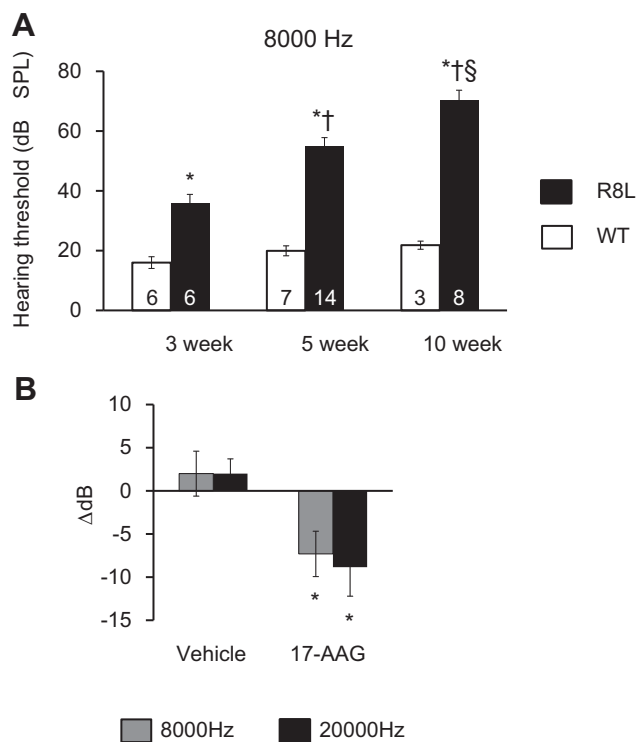 A
8000 Hz
Hearing threshold (dB SPL)
80
60
40
20
0
*
*†
*†§
6 6 7 14 3 8
3 week 5 week 10 week
R8L
WT
B
ΔdB
10
5
0
-5
-10
-15
* *
Vehicle 17-AAG
8000Hz 20000Hz